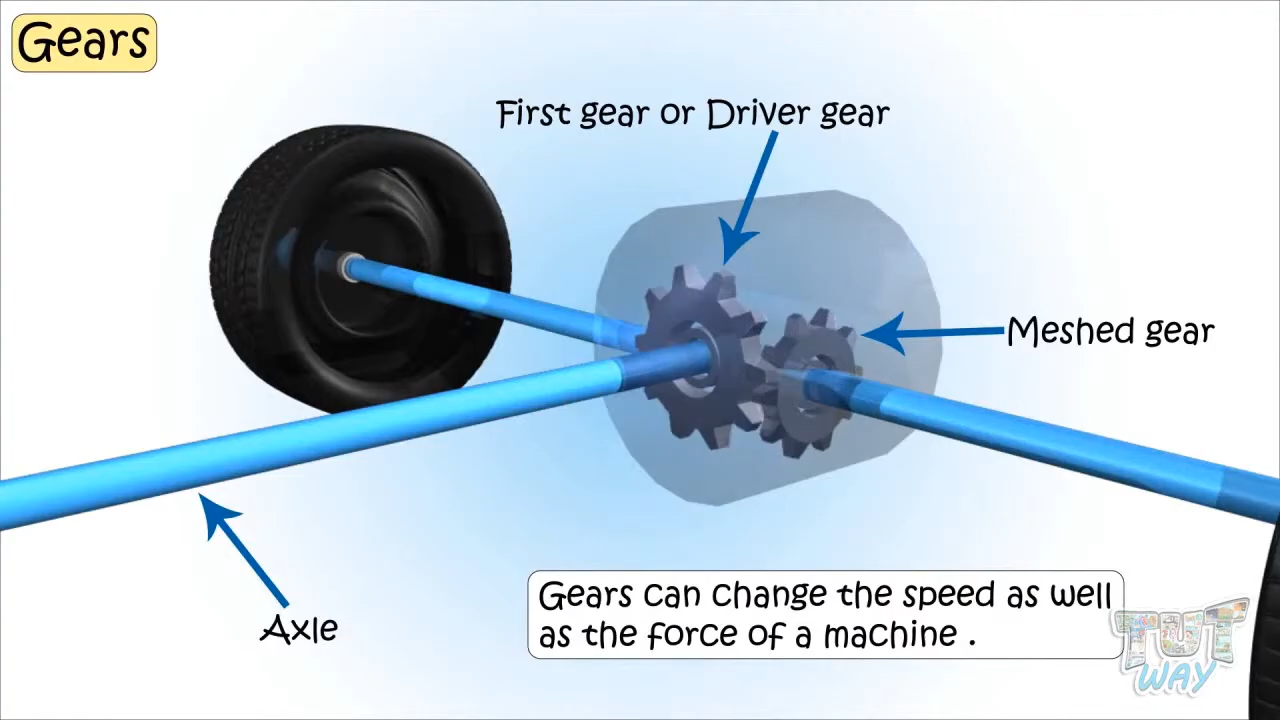 Gears
First gear or Driver gear
Meshed gear
Axle
Gears can change the speed as well
as the force of a machine .
TUT
WAY